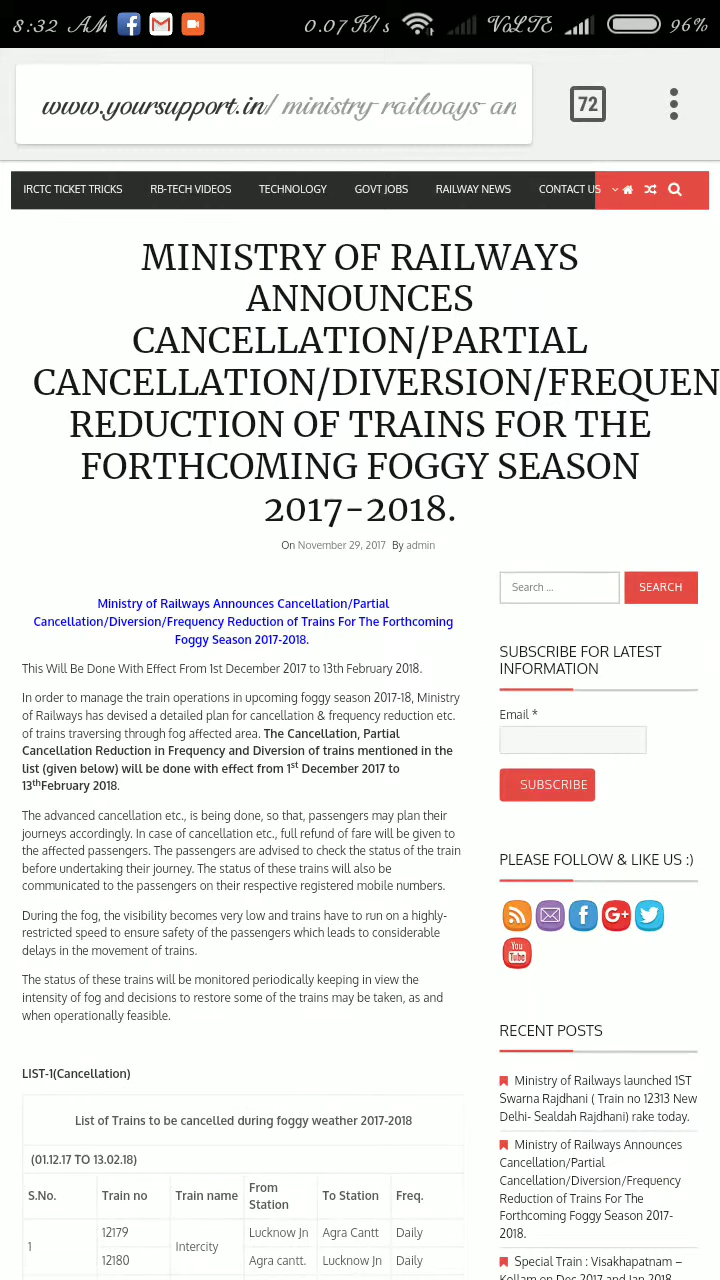 8:32 AM 0.07 K/s VoLTE 96%
www.yoursupport.in/ministry-railways-an
72
IRCTC TICKET TRICKS RB-TECH VIDEOS TECHNOLOGY GOVT JOBS RAILWAY NEWS CONTACT US
MINISTRY OF RAILWAYS
ANNOUNCES
CANCELLATION/PARTIAL
CANCELLATION/DIVERSION/FREQUEN
REDUCTION OF TRAINS FOR THE
FORTHCOMING FOGGY SEASON
2017-2018.
On November 29, 2017 By admin
Ministry of Railways Announces Cancellation/Partial
Cancellation/Diversion/Frequency Reduction of Trains For The Forthcoming
Foggy Season 2017-2018.
This Will Be Done With Effect From 1st December 2017 to 13th February 2018.
In order to manage the train operations in upcoming foggy season 2017-18, Ministry
of Railways has devised a detailed plan for cancellation & frequency reduction etc.
of trains traversing through fog affected area. The Cancellation, Partial
Cancellation Reduction in Frequency and Diversion of trains mentioned in the
list (given below) will be done with effect from 1st December 2017 to
13thFebruary 2018.
The advanced cancellation etc., is being done, so that, passengers may plan their
journeys accordingly. In case of cancellation etc., full refund of fare will be given to
the affected passengers. The passengers are advised to check the status of the train
before undertaking their journey. The status of these trains will also be
communicated to the passengers on their respective registered mobile numbers.
During the fog, the visibility becomes very low and trains have to run on a highly-
restricted speed to ensure safety of the passengers which leads to considerable
delays in the movement of trains.
The status of these trains will be monitored periodically keeping in view the
intensity of fog and decisions to restore some of the trains may be taken, as and
when operationally feasible.
LIST-1(Cancellation)
List of Trains to be cancelled during foggy weather 2017-2018
(01.12.17 TO 13.02.18)
S.No. Train no Train name From Station To Station Freq.
1 12179 Intercity Lucknow Jn Agra Cantt Daily
12180 Agra cantt. Lucknow Jn Daily
Search ... SEARCH
SUBSCRIBE FOR LATEST
INFORMATION
Email *
SUBSCRIBE
PLEASE FOLLOW & LIKE US :)
G+
You
Tube
RECENT POSTS
Ministry of Railways launched 1ST
Swarna Rajdhani ( Train no 12313 New
Delhi- Sealdah Rajdhani) rake today.
Ministry of Railways Announces
Cancellation/Partial
Cancellation/Diversion/Frequency
Reduction of Trains For The
Forthcoming Foggy Season 2017-
2018.
Special Train : Visakhapatnam –
Kollam on Dec 2017 and Jan 2018